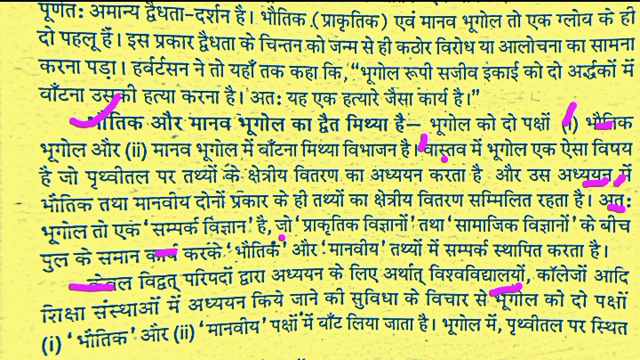 पूर्णत: अमान्य द्वैधता-दर्शन है। भौतिक (प्राकृतिक) एवं मानव भूगोल तो एक ग्लोब के ही
दो पहलू हैं। इस प्रकार द्वैधता के चिन्तन को जन्म से ही कठोर विरोध या आलोचना का सामना
करना पड़ा। हर्वर्टसन ने तो यहाँ तक कहा कि, “भूगोल रूपी सजीव इकाई को दो अर्द्धकों में
बाँटना उसकी हत्या करना है। अत: यह एक हत्यारे जैसा कार्य है।”
भौतिक और मानव भूगोल का द्वैत मिथ्या है— भूगोल को दो पक्षों (i) भौतिक
भूगोल और (ii) मानव भूगोल में बाँटना मिथ्या विभाजन है। वास्तव में भूगोल एक ऐसा विषय
है जो पृथ्वीतल पर तथ्यों के क्षेत्रीय वितरण का अध्ययन करता है और उस अध्ययन में
भौतिक तथा मानवीय दोनों प्रकार के ही तथ्यों का क्षेत्रीय वितरण सम्मिलित रहता है। अत:
भूगोल तो एक ‘सम्पर्क विज्ञान’ है, जो ‘प्राकृतिक विज्ञानों’ तथा ‘सामाजिक विज्ञानों’ के बीच
पुल के समान कार्य करके ‘भौतिक’ और ‘मानवीय’ तथ्यों में सम्पर्क स्थापित करता है।
केवल विद्वत् परिषदों द्वारा अध्ययन के लिए अर्थात् विश्वविद्यालयों, कॉलेजों आदि
शिक्षा संस्थाओं में अध्ययन किये जाने की सुविधा के विचार से भूगोल को दो पक्षों
(i) ‘भौतिक’ और (ii) ‘मानवीय’ पक्षों में बाँट लिया जाता है। भूगोल में, पृथ्वीतल पर स्थित